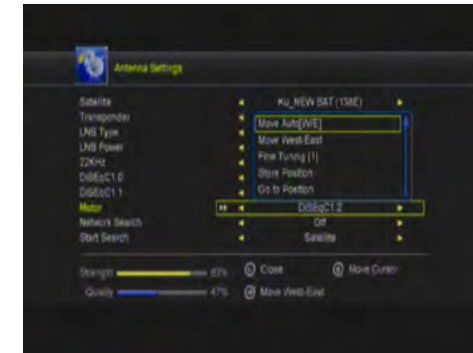 Antenna Settings
Satellite Ku_NEW SAT (138E)
Transponder
LNB Type Move Auto[W/E]
LNB Power Move West-East
22KHz Fine Tuning (1)
DiSEqC1.0 Store Position
DiSEqC1.1 Go to Position
Motor DiSEqC1.2
Network Search Off
Start Search Satellite
Strength 83% Close Move Cursor
Quality 47% Move West-East